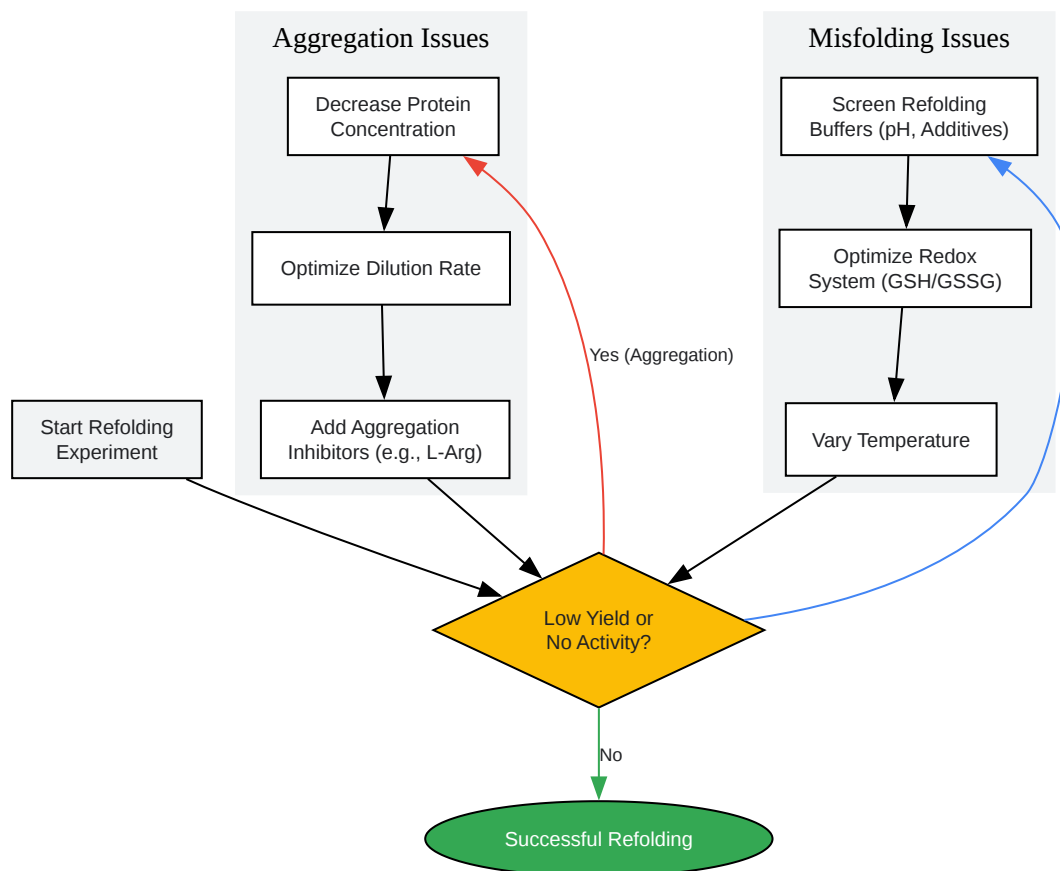 Aggregation Issues
Decrease Protein
Concentration
Optimize Dilution Rate
Add Aggregation
Inhibitors (e.g., L-Arg)
Misfolding Issues
Screen Refolding
Buffers (pH, Additives)
Optimize Redox
System (GSH/GSSG)
Vary Temperature
Yes (Aggregation)
Start Refolding
Experiment
Low Yield or
No Activity?
No
Successful Refolding